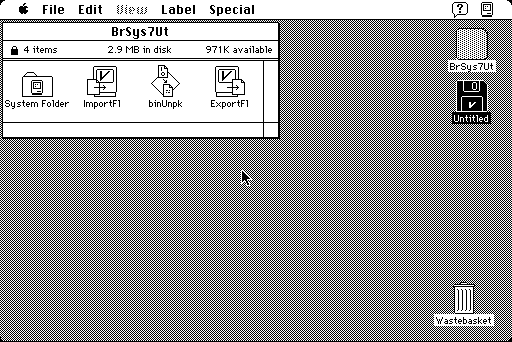 File Edit View Label Special
BrSys7Ut
4 items 2.9 MB in disk 971K available
System Folder ImportFl binUnpk ExportFl
BrSys7Ut
Untitled
Wastebasket